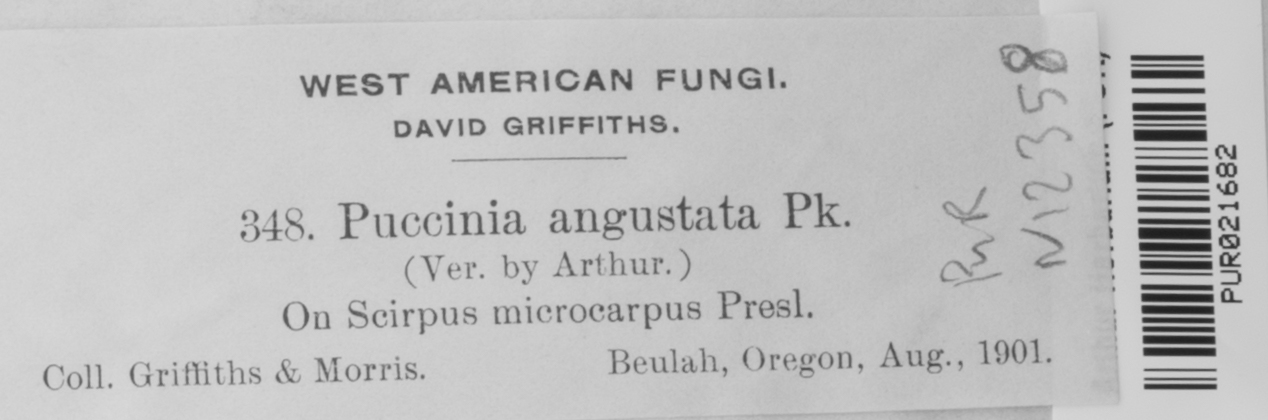 WEST AMERICAN FUNGI.
DAVID GRIFFITHS.
348. Puccinia angustata Pk.
(Ver. by Arthur.)
On Scirpus microcarpus Presl.
Coll. Griffiths & Morris.
Beulah, Oregon, Aug., 1901.
PUR
N12358
PUR021682